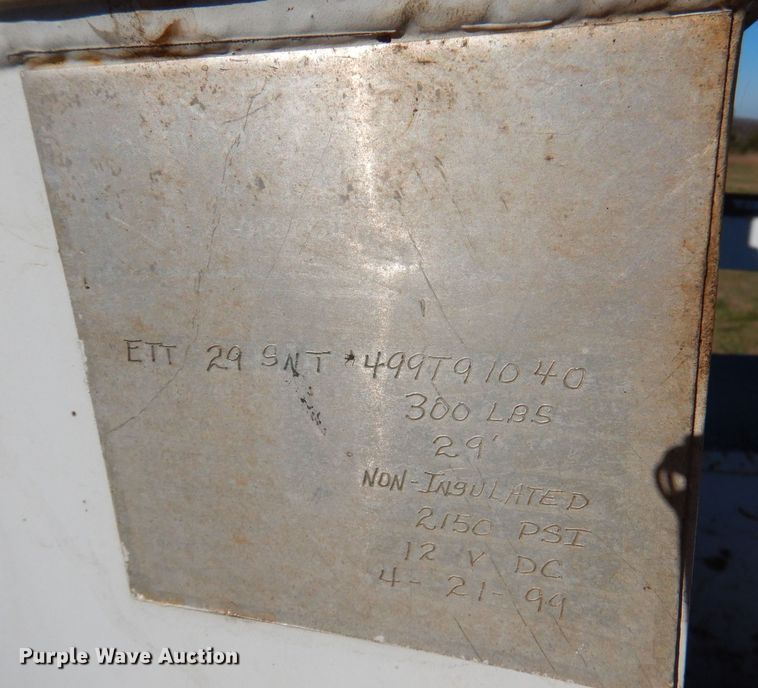 ETT 29 SNT *499T91040
300 LBS
29'
NON-INSULATED
2150 PSI
12 V DC
4-21-99
Purple Wave Auction